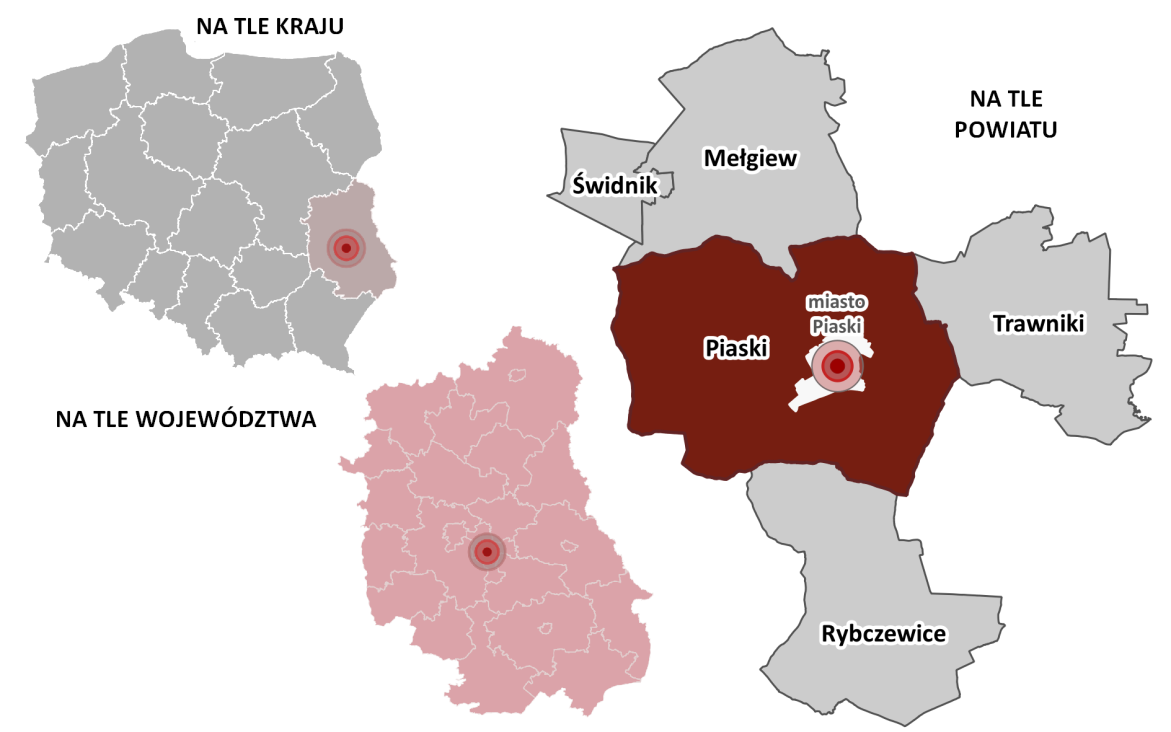 NA TLE KRAJU
NA TLE
POWIATU
Mełgiew
Świdnik
miasto
Piaski
Trawniki
Piaski
NA TLE WOJEWÓDZTWA
Rybczewice